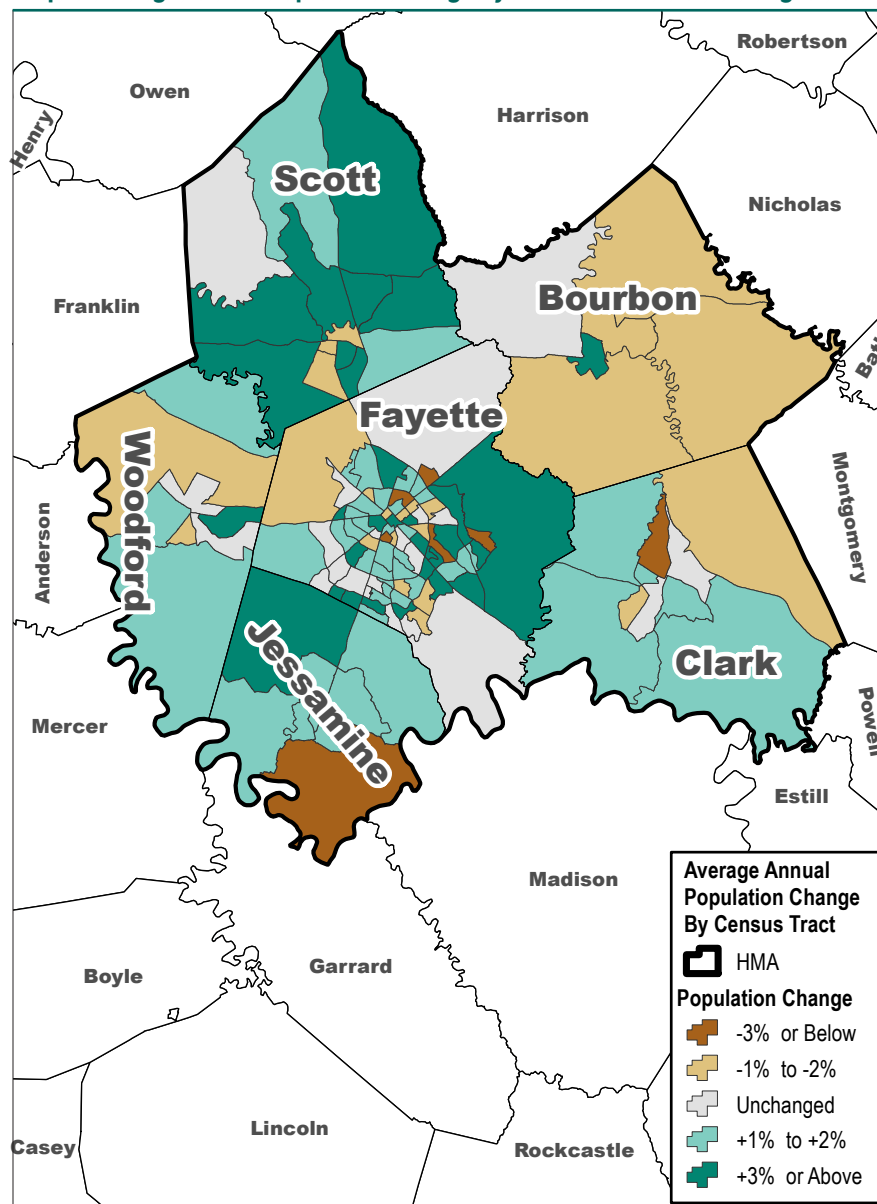 Robertson
Owen
Harrison
Henry
Scott
Nicholas
Franklin
Bourbon
Fayette
Woodford
Anderson
Montgomery
Jessamine
Clark
Mercer
Powell
Estill
Madison
Garrard
Boyle
Lincoln
Casey
Rockcastle
Average Annual
Population Change
By Census Tract
HMA
Population Change
-3% or Below
-1% to -2%
Unchanged
+1% to +2%
+3% or Above